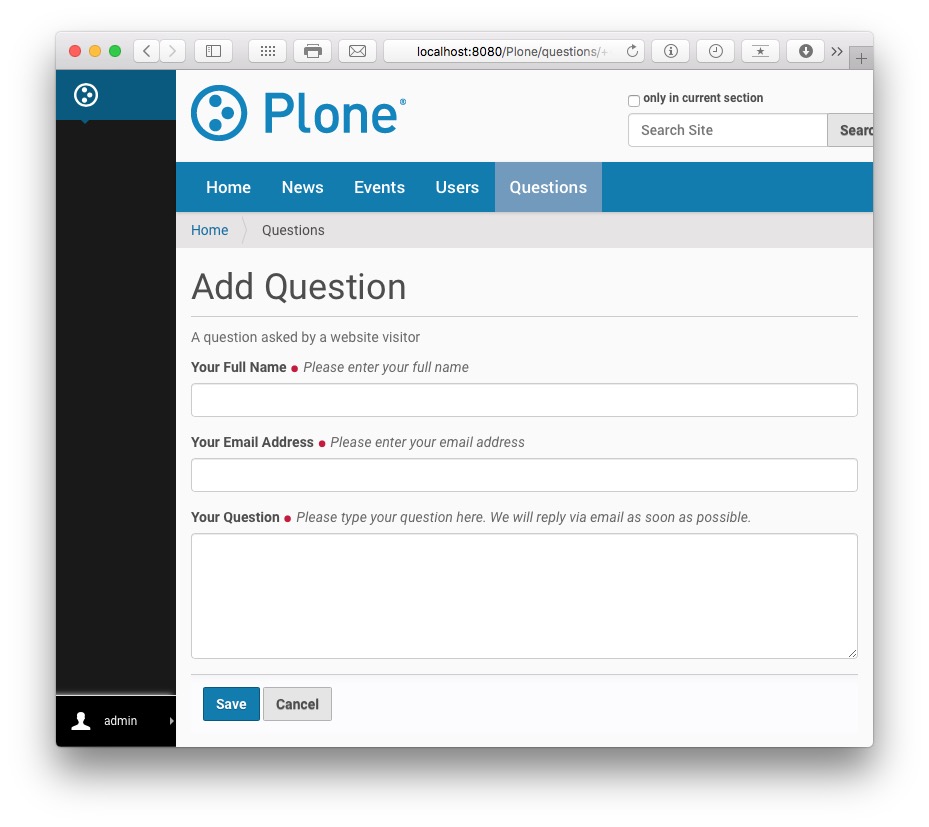 localhost:8080/Plone/questions/+
Plone®
only in current section
Search Site
Searc
Home News Events Users Questions
Home Questions
Add Question
A question asked by a website visitor
Your Full Name ● Please enter your full name
Your Email Address ● Please enter your email address
Your Question ● Please type your question here. We will reply via email as soon as possible.
Save Cancel
admin